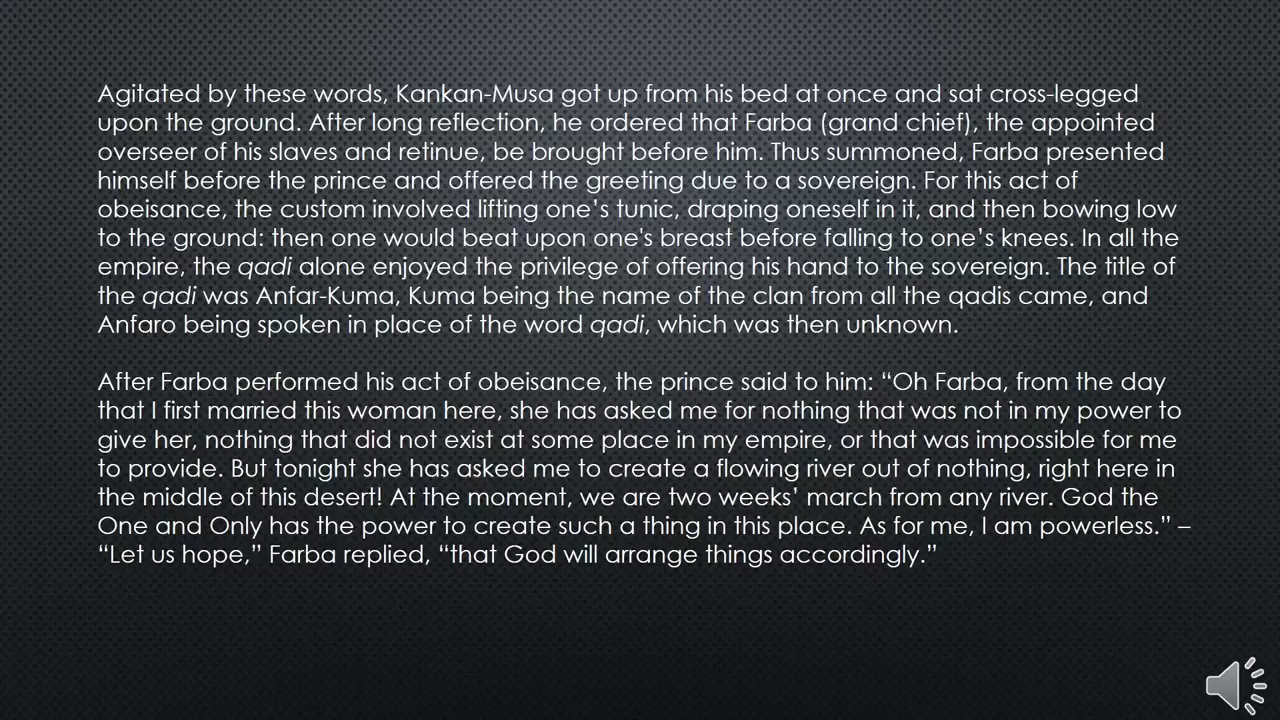 Agitated by these words, Kankan-Musa got up from his bed at once and sat cross-legged
upon the ground. After long reflection, he ordered that Farba (grand chief), the appointed
overseer of his slaves and retinue, be brought before him. Thus summoned, Farba presented
himself before the prince and offered the greeting due to a sovereign. For this act of
obeisance, the custom involved lifting one’s tunic, draping oneself in it, and then bowing low
to the ground: then one would beat upon one's breast before falling to one’s knees. In all the
empire, the qadi alone enjoyed the privilege of offering his hand to the sovereign. The title of
the qadi was Anfar-Kuma, Kuma being the name of the clan from all the qadis came, and
Anfaro being spoken in place of the word qadi, which was then unknown.
After Farba performed his act of obeisance, the prince said to him: “Oh Farba, from the day
that I first married this woman here, she has asked me for nothing that was not in my power to
give her, nothing that did not exist at some place in my empire, or that was impossible for me
to provide. But tonight she has asked me to create a flowing river out of nothing, right here in
the middle of this desert! At the moment, we are two weeks’ march from any river. God the
One and Only has the power to create such a thing in this place. As for me, I am powerless.” –
“Let us hope,” Farba replied, “that God will arrange things accordingly.”